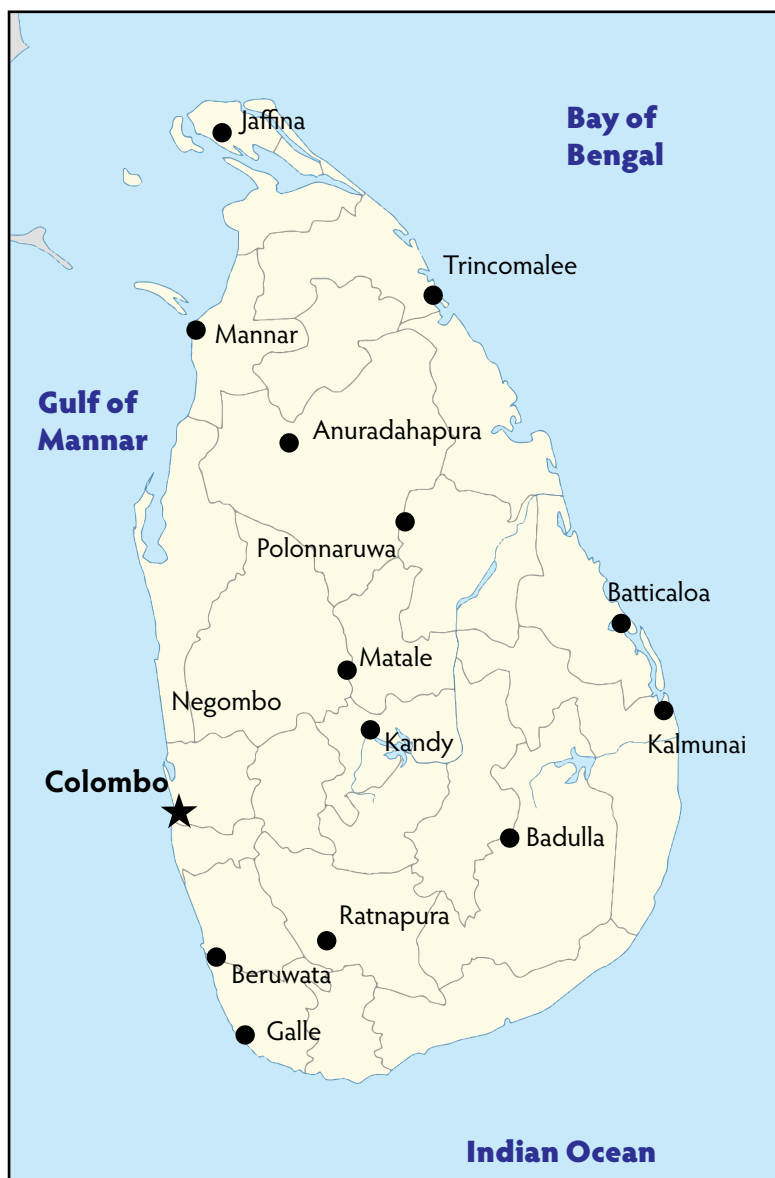 Jaffina
Bay of
Bengal
Trincomalee
Mannar
Gulf of
Mannar
Anuradahapura
Polonnaruwa
Batticaloa
Matale
Negombo
Kandy
Kalmunai
Colombo
Badulla
Ratnapura
Beruwata
Galle
Indian Ocean